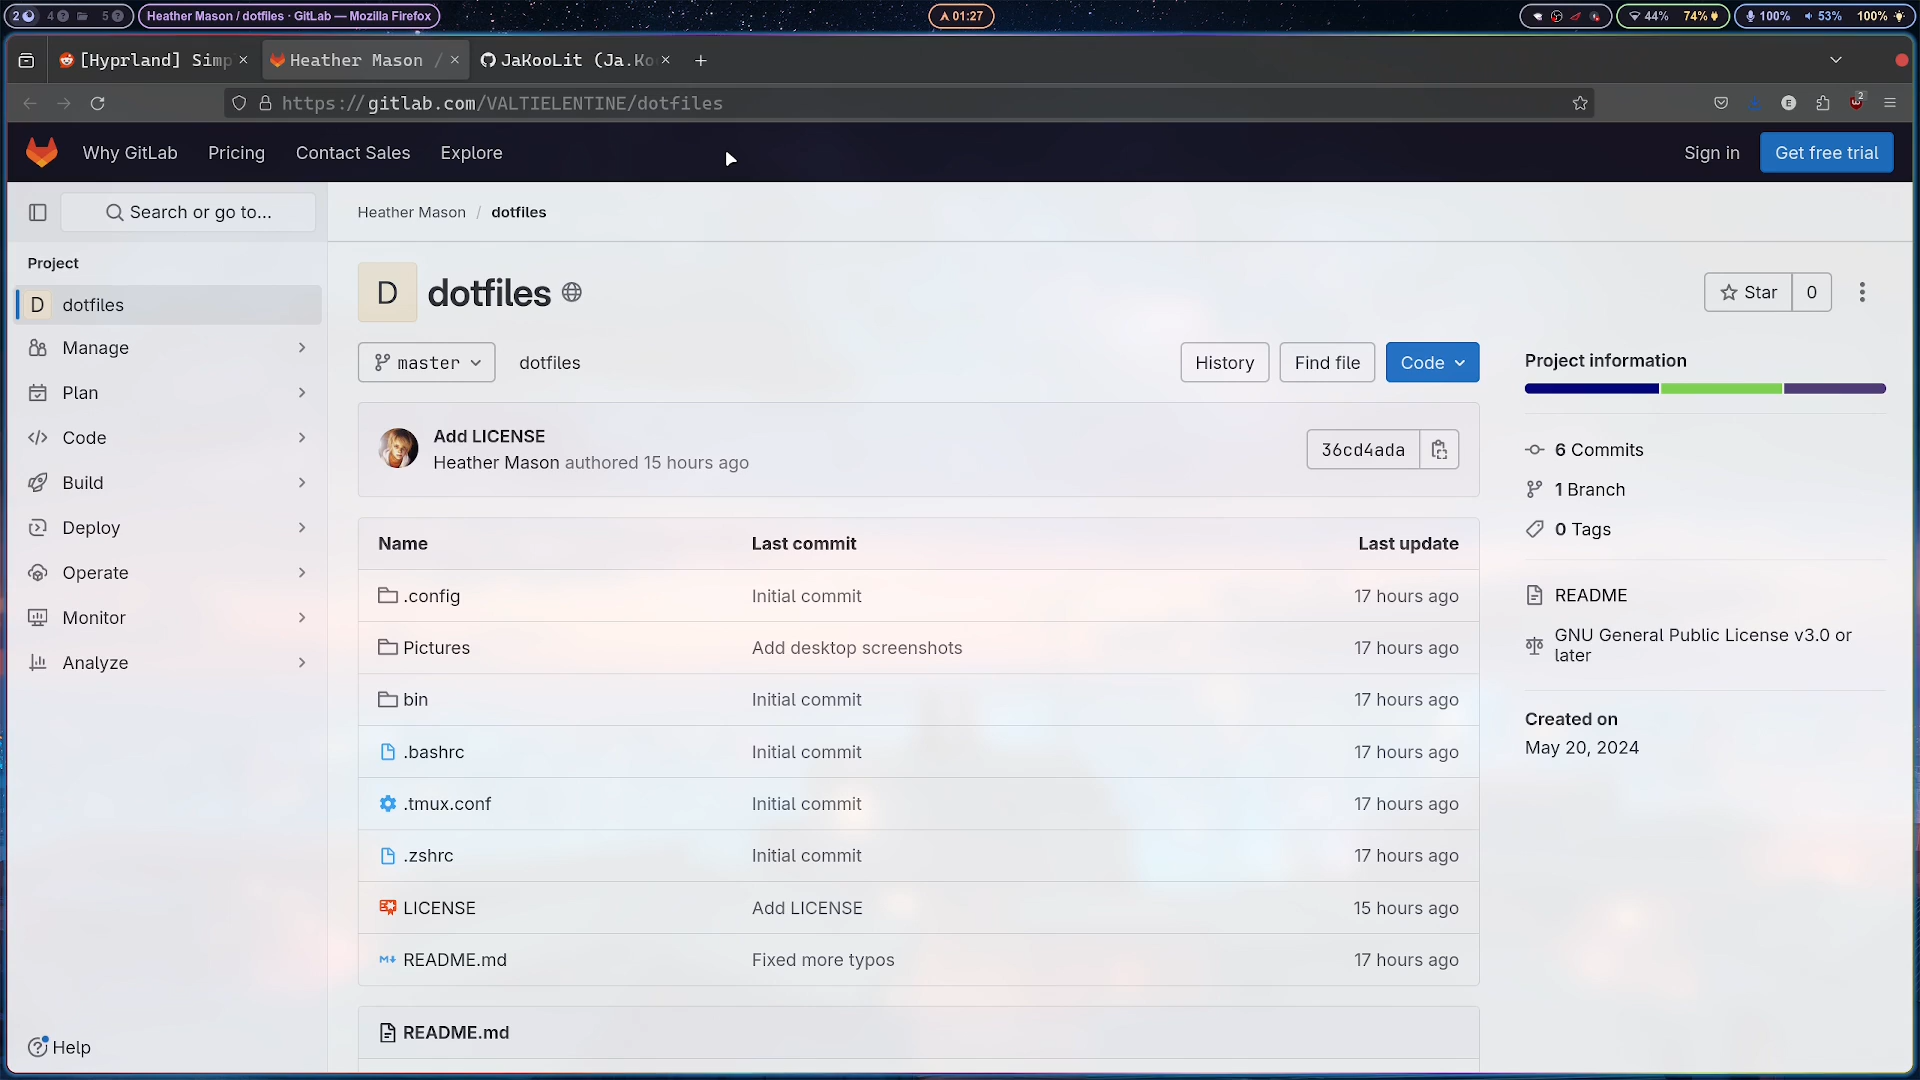 2 4 5 Heather Mason / dotfiles · GitLab — Mozilla Firefox 01:27 44% 74% 100% 53% 100%
[Hyprland] Simp Heather Mason / JaKooLit (Ja.Ko
https://gitlab.com/VALTIELENTINE/dotfiles E 2
Why GitLab Pricing Contact Sales Explore Sign in Get free trial
Search or go to... Heather Mason / dotfiles
Project
D dotfiles
Manage
Plan
Code
Build
Deploy
Operate
Monitor
Analyze
Help
D dotfiles Star 0
master dotfiles History Find file Code
Add LICENSE
Heather Mason authored 15 hours ago 36cd4ada
Name Last commit Last update
.config Initial commit 17 hours ago
Pictures Add desktop screenshots 17 hours ago
bin Initial commit 17 hours ago
.bashrc Initial commit 17 hours ago
.tmux.conf Initial commit 17 hours ago
.zshrc Initial commit 17 hours ago
LICENSE Add LICENSE 15 hours ago
README.md Fixed more typos 17 hours ago
README.md
Project information
6 Commits
1 Branch
0 Tags
README
GNU General Public License v3.0 or
later
Created on
May 20, 2024